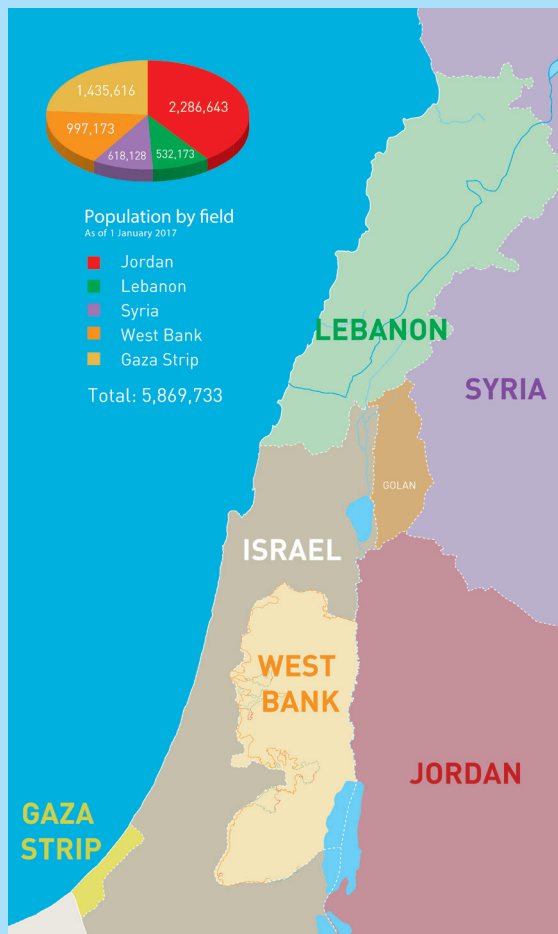 1,435,616
2,286,643
997,173
618,128
532,173
Population by field
As of 1 January 2017
Jordan
Lebanon
Syria
West Bank
Gaza Strip
Total: 5,869,733
LEBANON
SYRIA
GOLAN
ISRAEL
WEST
BANK
JORDAN
GAZA
STRIP